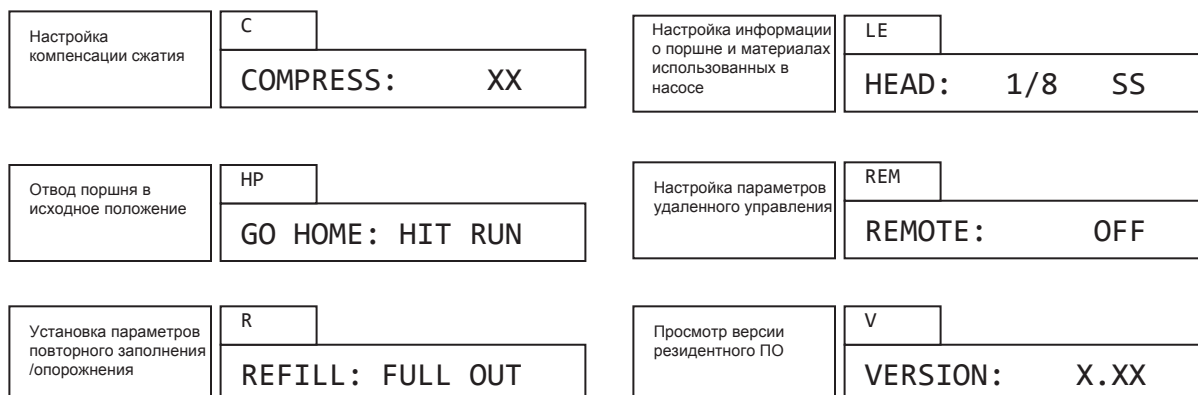 Настройка
компенсации сжатия
C
COMPRESS: XX
Настройка информации
о поршне и материалах
использованных в
насосе
LE
HEAD: 1/8 SS
Отвод поршня в
исходное положение
HP
GO HOME: HIT RUN
Настройка параметров
удаленного управления
REM
REMOTE: OFF
Установка параметров
повторного заполнения
/опорожнения
R
REFILL: FULL OUT
Просмотр версии
резидентного ПО
V
VERSION: X.XX